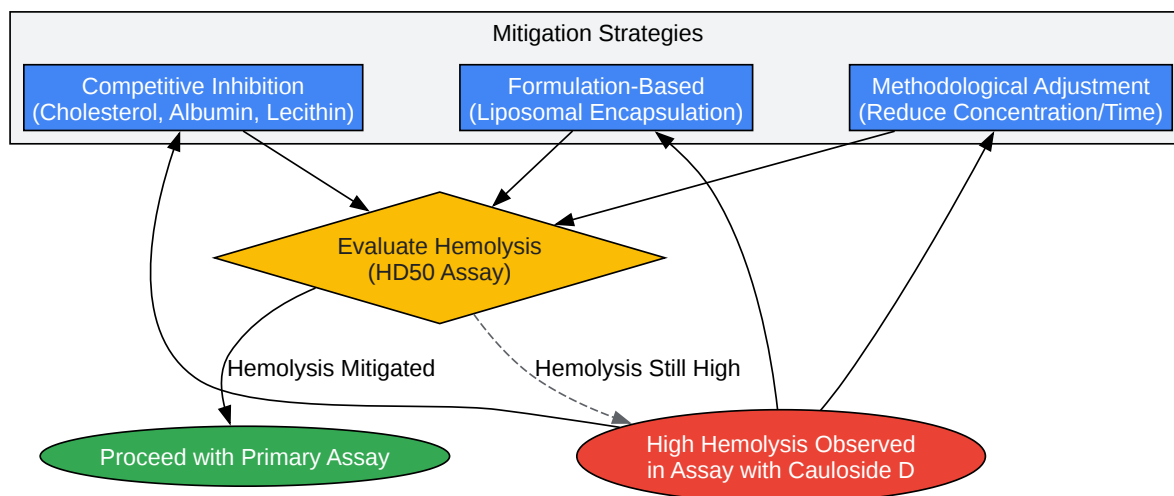 Mitigation Strategies
Competitive Inhibition
(Cholesterol, Albumin, Lecithin)
Formulation-Based
(Liposomal Encapsulation)
Methodological Adjustment
(Reduce Concentration/Time)
Evaluate Hemolysis
(HD50 Assay)
Hemolysis Mitigated
Hemolysis Still High
Proceed with Primary Assay
High Hemolysis Observed
in Assay with Cauloside D